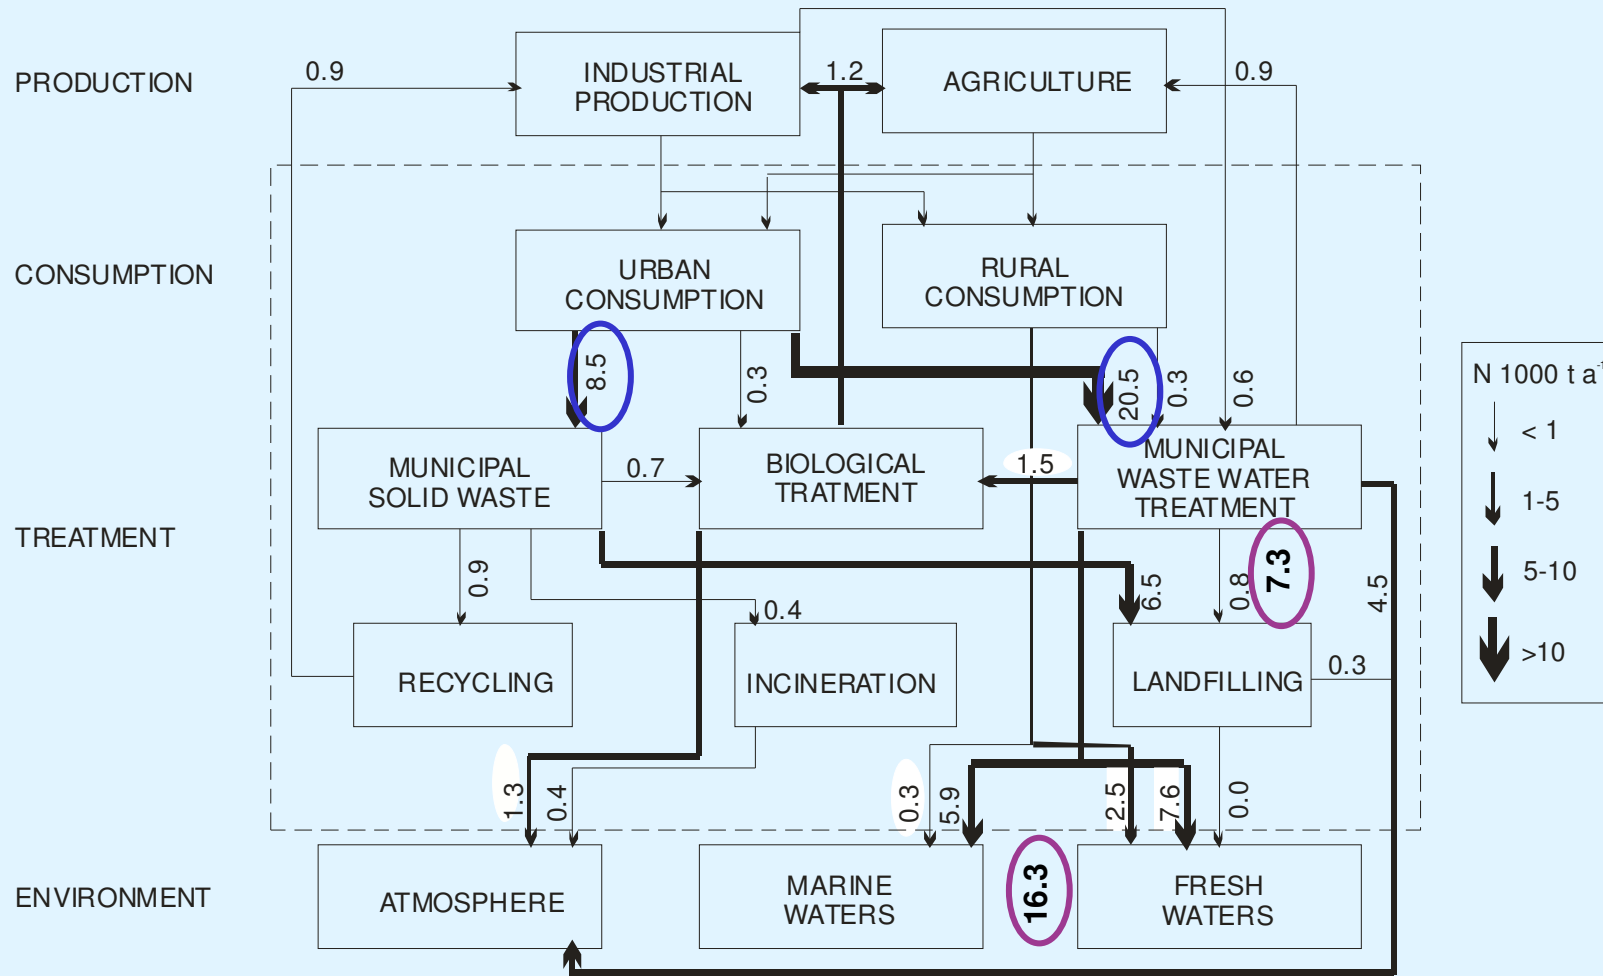 0.9
1.2
0.9
PRODUCTION
INDUSTRIAL
PRODUCTION
AGRICULTURE
CONSUMPTION
URBAN
CONSUMPTION
RURAL
CONSUMPTION
8.5
0.3
20.5
0.3
0.6
N 1000 t a⁻¹
< 1
1-5
5-10
>10
TREATMENT
MUNICIPAL
SOLID WASTE
0.7
BIOLOGICAL
TRATMENT
1.5
MUNICIPAL
WASTE WATER
TREATMENT
0.9
0.4
6.5
0.8
7.3
4.5
RECYCLING
INCINERATION
LANDFILLING
0.3
1.3
0.4
0.3
5.9
2.5
7.6
0.0
ENVIRONMENT
ATMOSPHERE
MARINE
WATERS
16.3
FRESH
WATERS